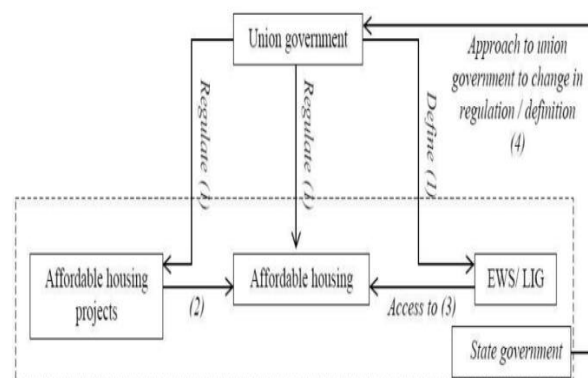 Union government
Approach to union
government to change in
regulation / definition
(4)
Regulate (1)
Regulate (1)
Define (1)
Affordable housing
projects
(2)
Affordable housing
Access to (3)
EWS/ LIG
State government